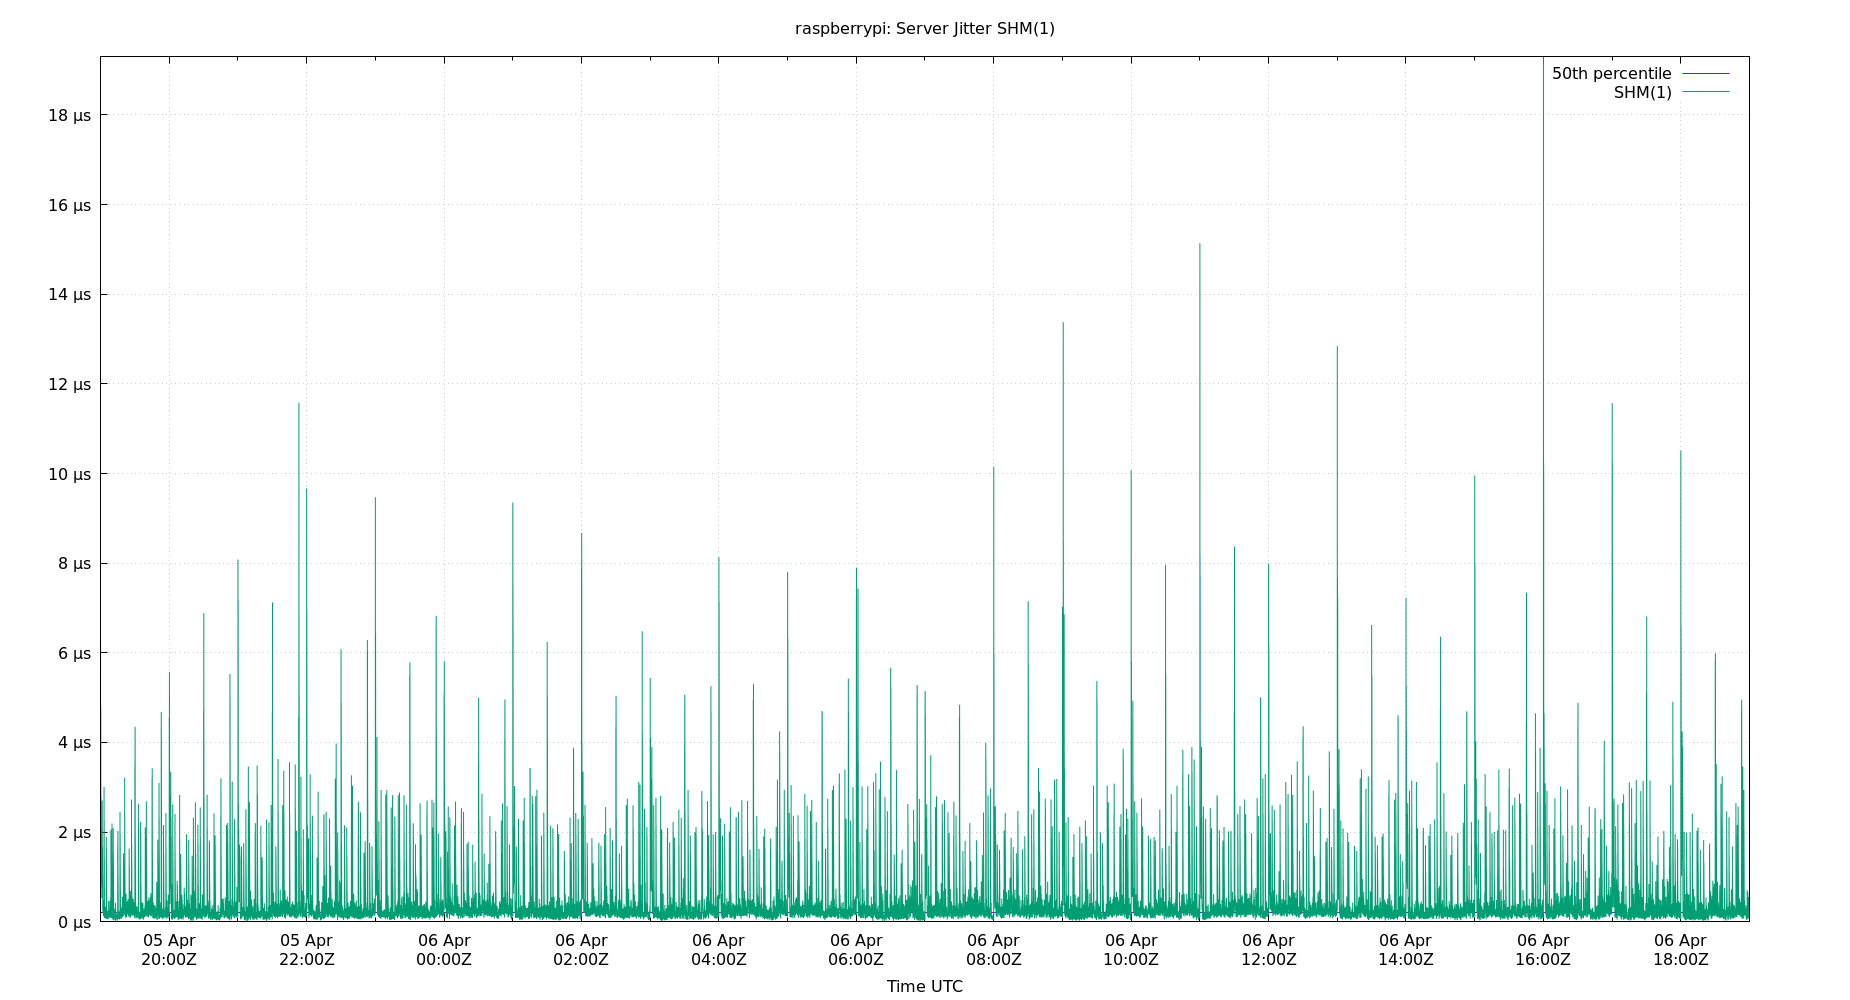 raspberrypi: Server Jitter SHM(1)
50th percentile
SHM(1)
18 µs
16 µs
14 µs
12 µs
10 µs
8 µs
6 µs
4 µs
2 µs
0 µs
05 Apr 05 Apr 06 Apr 06 Apr 06 Apr 06 Apr 06 Apr 06 Apr 06 Apr 06 Apr 06 Apr 06 Apr
20:00Z 22:00Z 00:00Z 02:00Z 04:00Z 06:00Z 08:00Z 10:00Z 12:00Z 14:00Z 16:00Z 18:00Z
Time UTC